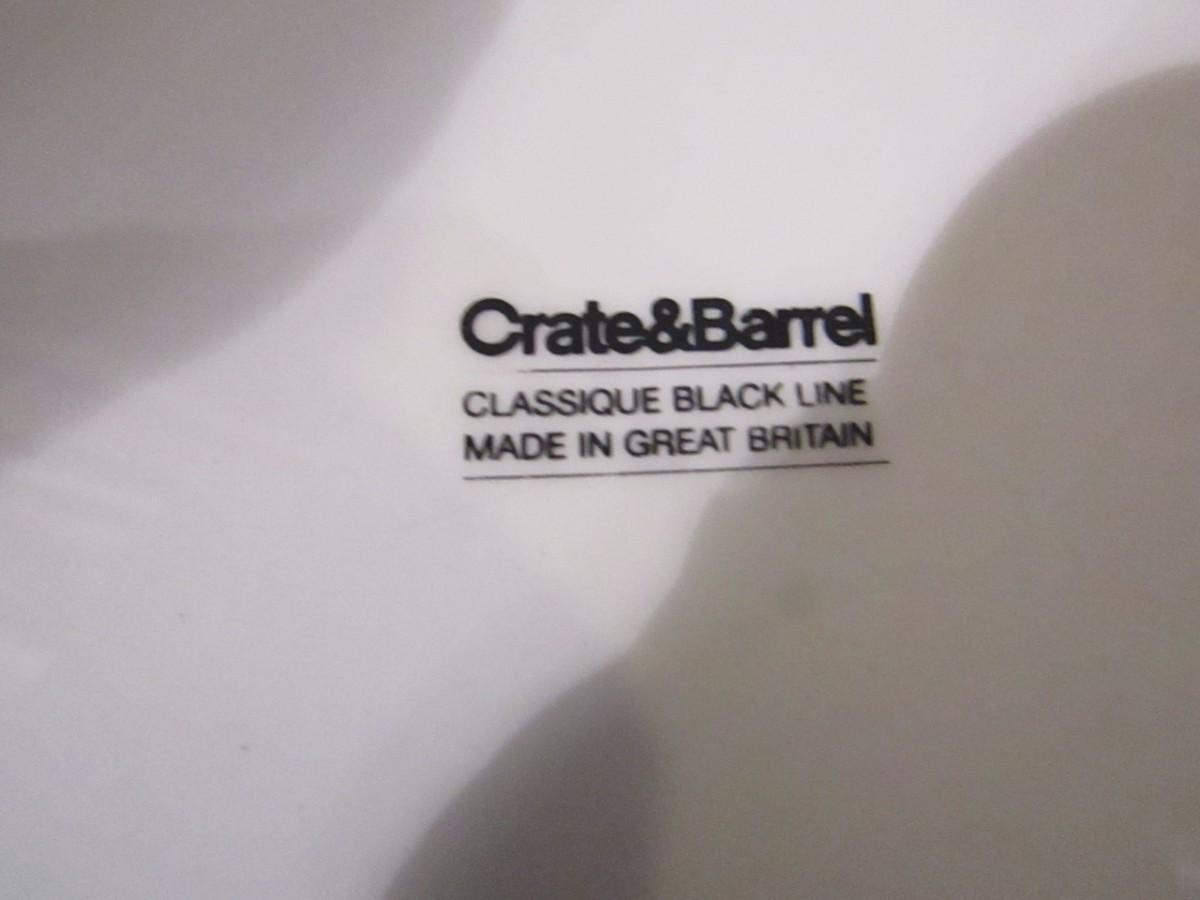 Crate&Barrel
CLASSIQUE BLACK LINE
MADE IN GREAT BRITAIN